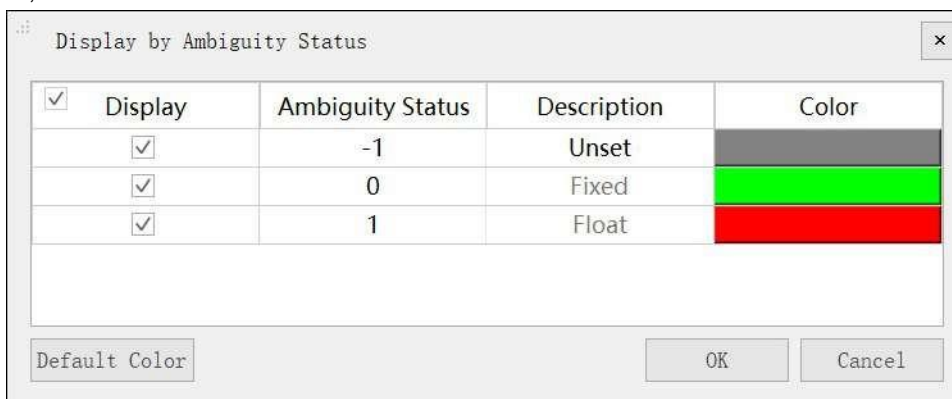 Display by Ambiguity Status
Display Ambiguity Status Description Color
-1 Unset
0 Fixed
1 Float
Default Color OK Cancel